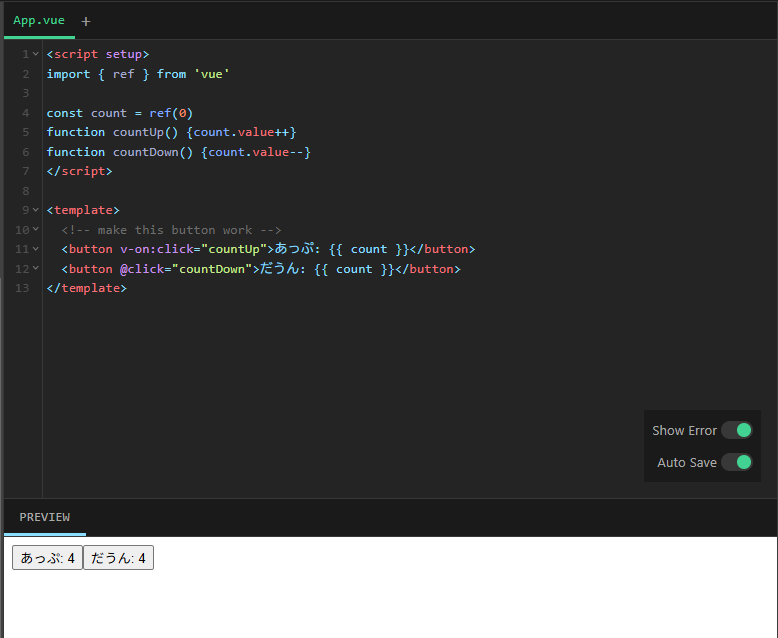 App.vue +
1 <script setup>
2 import { ref } from 'vue'
3
4 const count = ref(0)
5 function countUp() {count.value++}
6 function countDown() {count.value--}
7 </script>
8
9 <template>
10 <!-- make this button work -->
11 <button v-on:click="countUp">あっぷ: {{ count }}</button>
12 <button @click="countDown">だうん: {{ count }}</button>
13 </template>
Show Error
Auto Save
PREVIEW
あっぷ: 4 だうん: 4